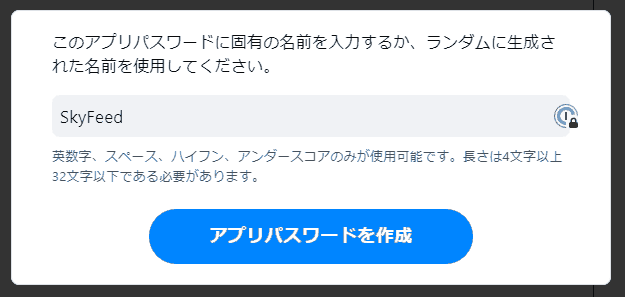 このアプリパスワードに固有の名前を入力するか、ランダムに生成さ
れた名前を使用してください。
SkyFeed
英数字、スペース、ハイフン、アンダースコアのみが使用可能です。長さは4文字以上
32文字以下である必要があります。
アプリパスワードを作成